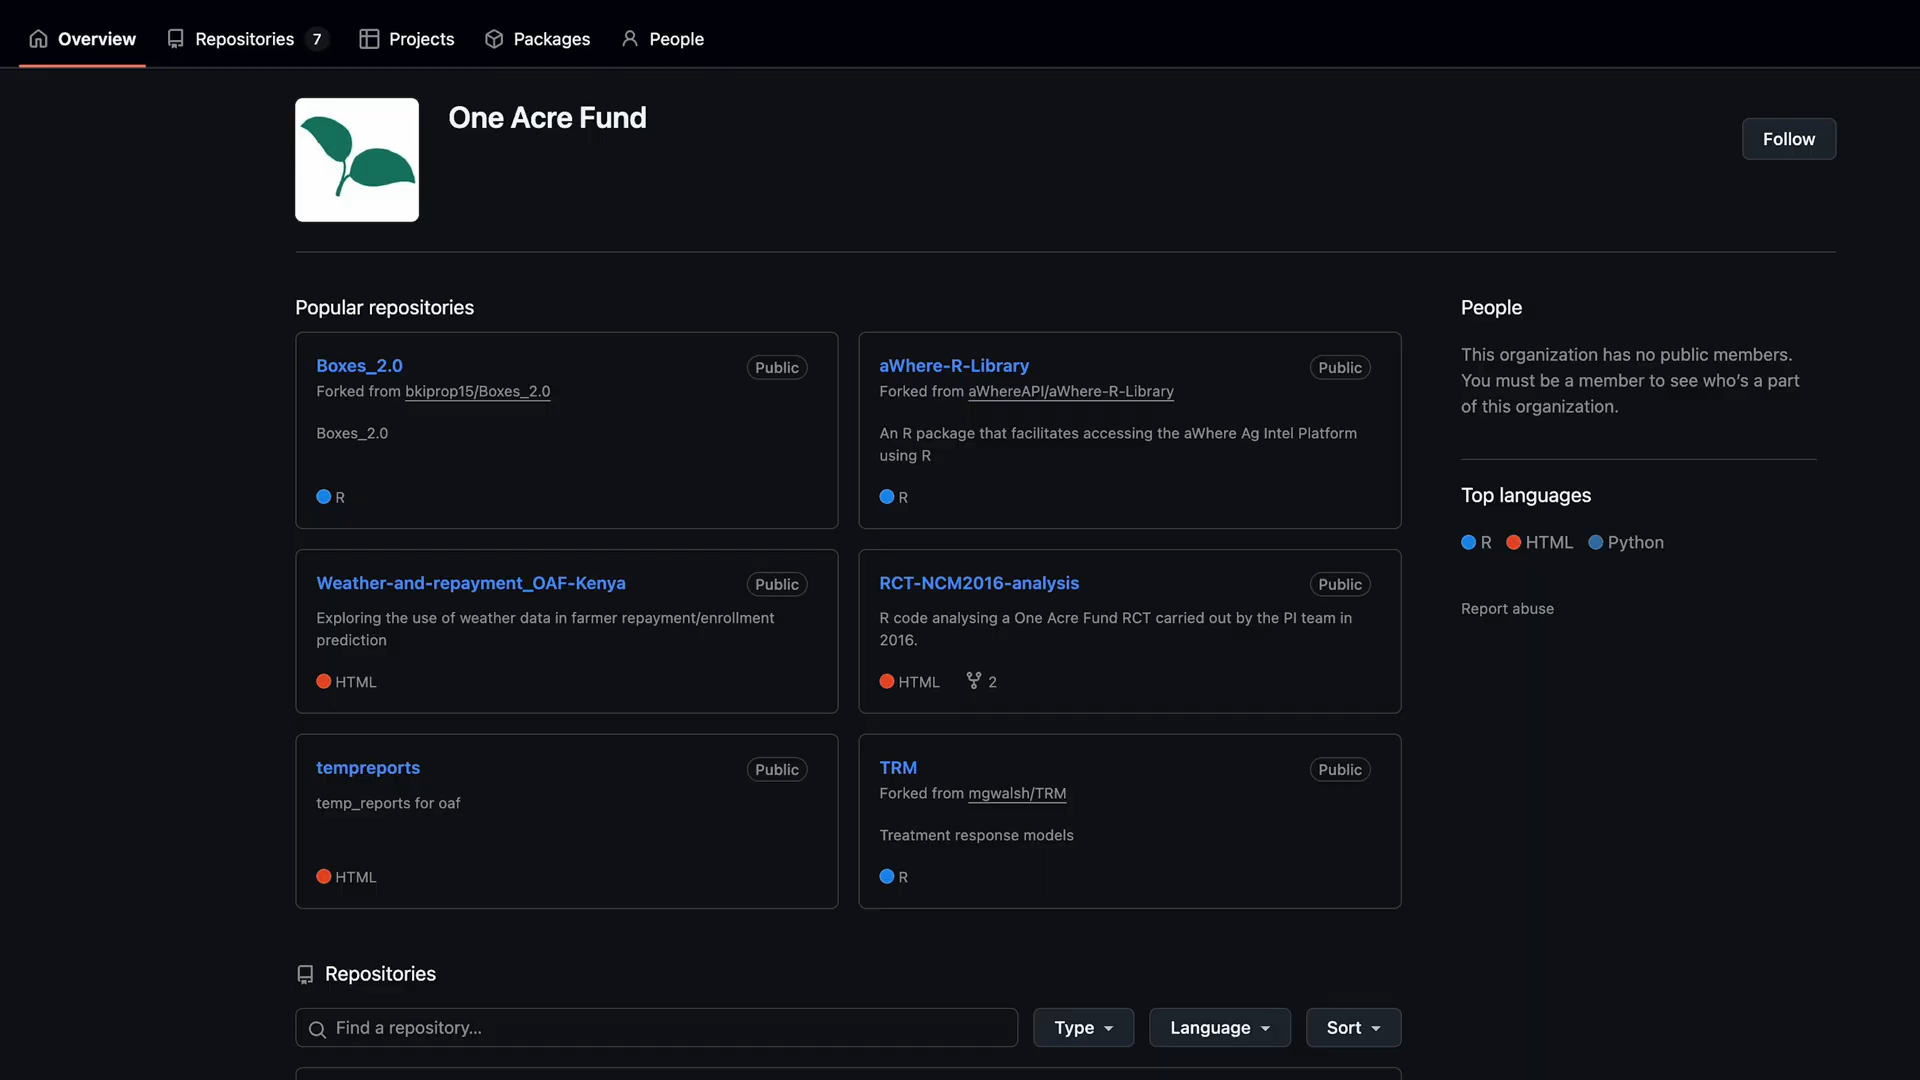 Overview
Repositories 7
Projects
Packages
People
One Acre Fund
Follow
Popular repositories
Boxes_2.0
Public
Forked from bkiprop15/Boxes_2.0
Boxes_2.0
R
aWhere-R-Library
Public
Forked from aWhereAPI/aWhere-R-Library
An R package that facilitates accessing the aWhere Ag Intel Platform
using R
R
Weather-and-repayment_OAF-Kenya
Public
Exploring the use of weather data in farmer repayment/enrollment
prediction
HTML
RCT-NCM2016-analysis
Public
R code analysing a One Acre Fund RCT carried out by the PI team in
2016.
HTML 2
tempreports
Public
temp_reports for oaf
HTML
TRM
Public
Forked from mgwalsh/TRM
Treatment response models
R
People
This organization has no public members.
You must be a member to see who's a part
of this organization.
Top languages
R HTML Python
Report abuse
Repositories
Find a repository...
Type
Language
Sort